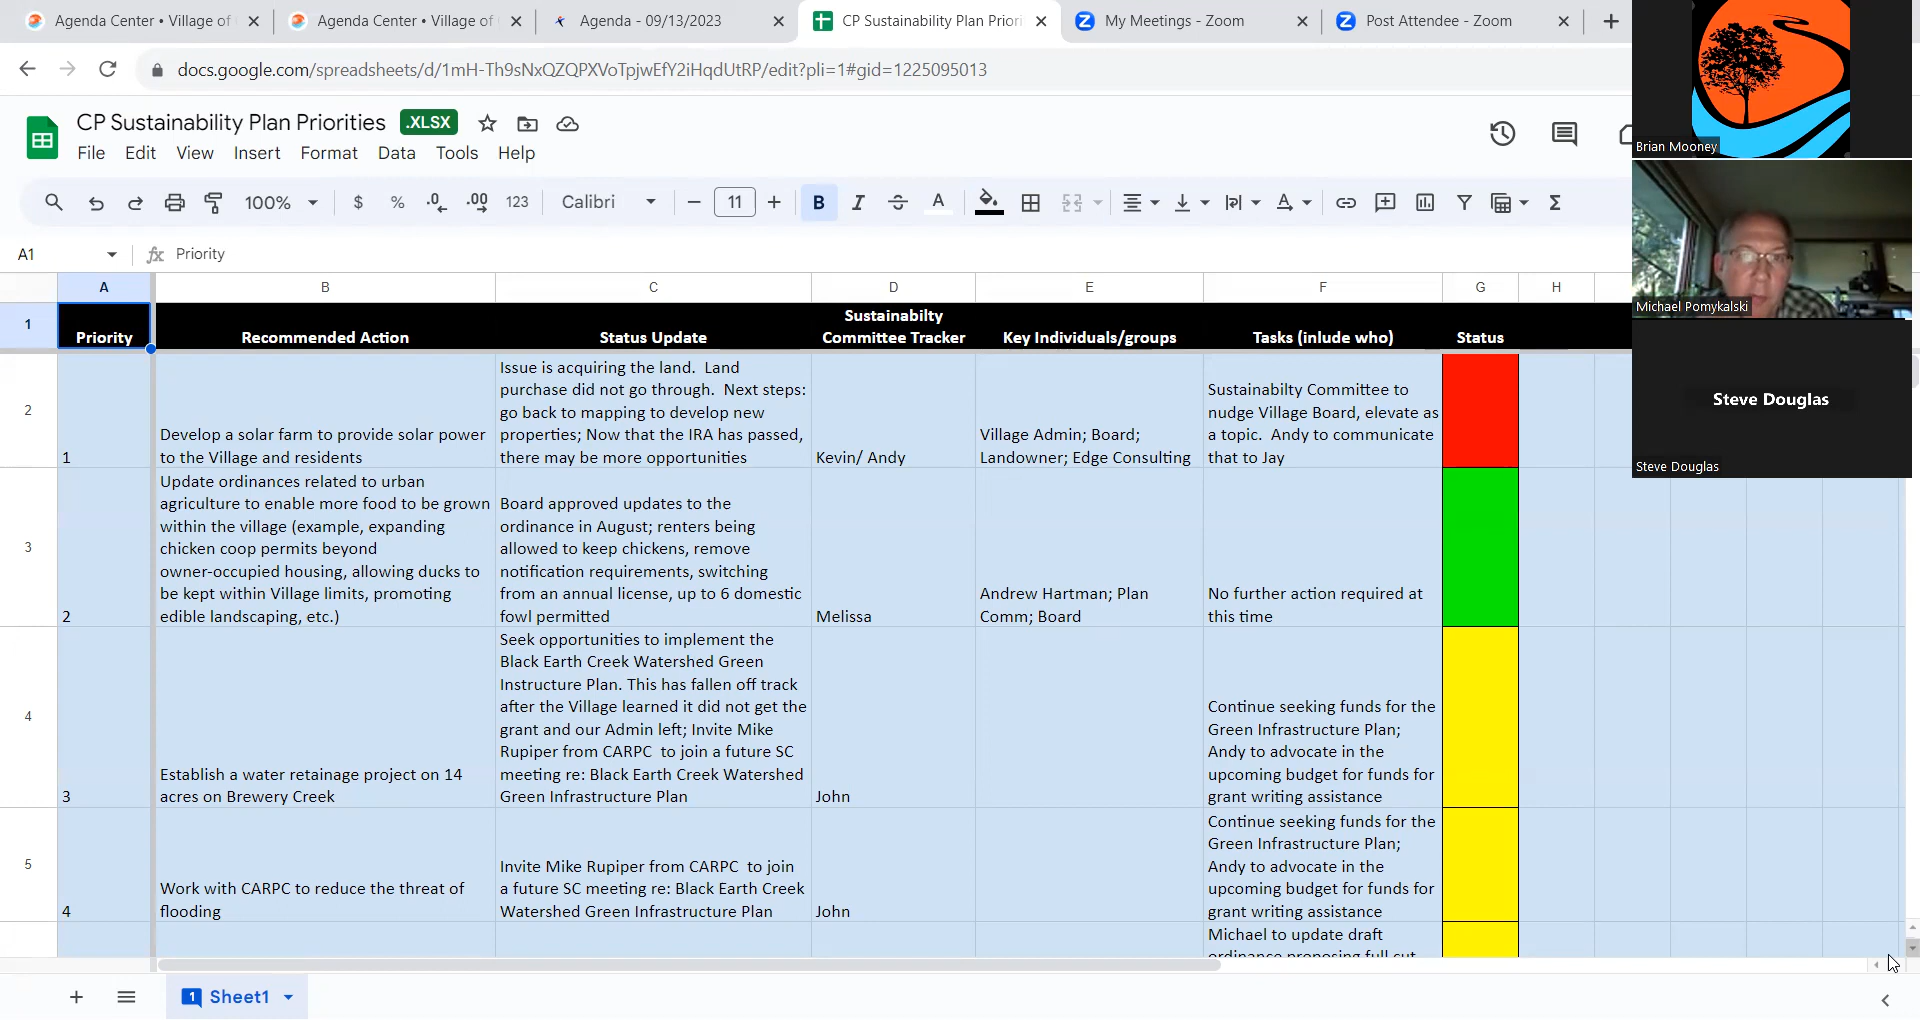 Agenda Center • Village of
Agenda Center • Village of
Agenda - 09/13/2023
CP Sustainability Plan Priori
My Meetings - Zoom
Post Attendee - Zoom
docs.google.com/spreadsheets/d/1mH-Th9sNxQZQPXVoTpjwEfY2iHqdUtRP/edit?pli=1#gid=1225095013
CP Sustainability Plan Priorities
.XLSX
File Edit View Insert Format Data Tools Help
100% $ % .0 .00 123 Calibri 11 B I A
A1 fx Priority
A B C D E F G H
1
Priority
Recommended Action
Status Update
Sustainabilty
Committee Tracker
Key Individuals/groups
Tasks (inlude who)
Status
2
1
Develop a solar farm to provide solar power
to the Village and residents
Issue is acquiring the land.  Land
purchase did not go through.  Next steps:
go back to mapping to develop new
properties; Now that the IRA has passed,
there may be more opportunities
Kevin/ Andy
Village Admin; Board;
Landowner; Edge Consulting
Sustainabilty Committee to
nudge Village Board, elevate as
a topic.  Andy to communicate
that to Jay
3
2
Update ordinances related to urban
agriculture to enable more food to be grown
within the village (example, expanding
chicken coop permits beyond
owner-occupied housing, allowing ducks to
be kept within Village limits, promoting
edible landscaping, etc.)
Board approved updates to the
ordinance in August; renters being
allowed to keep chickens, remove
notification requirements, switching
from an annual license, up to 6 domestic
fowl permitted
Melissa
Andrew Hartman; Plan
Comm; Board
No further action required at
this time
4
3
Establish a water retainage project on 14
acres on Brewery Creek
Seek opportunities to implement the
Black Earth Creek Watershed Green
Instructure Plan. This has fallen off track
after the Village learned it did not get the
grant and our Admin left; Invite Mike
Rupiper from CARPC  to join a future SC
meeting re: Black Earth Creek Watershed
Green Infrastructure Plan
John
Continue seeking funds for the
Green Infrastructure Plan;
Andy to advocate in the
upcoming budget for funds for
grant writing assistance
5
4
Work with CARPC to reduce the threat of
flooding
Invite Mike Rupiper from CARPC  to join
a future SC meeting re: Black Earth Creek
Watershed Green Infrastructure Plan
John
Continue seeking funds for the
Green Infrastructure Plan;
Andy to advocate in the
upcoming budget for funds for
grant writing assistance
Michael to update draft
ordinance proposing full cut
1 Sheet1
Brian Mooney
Michael Pomykalski
Steve Douglas
Steve Douglas